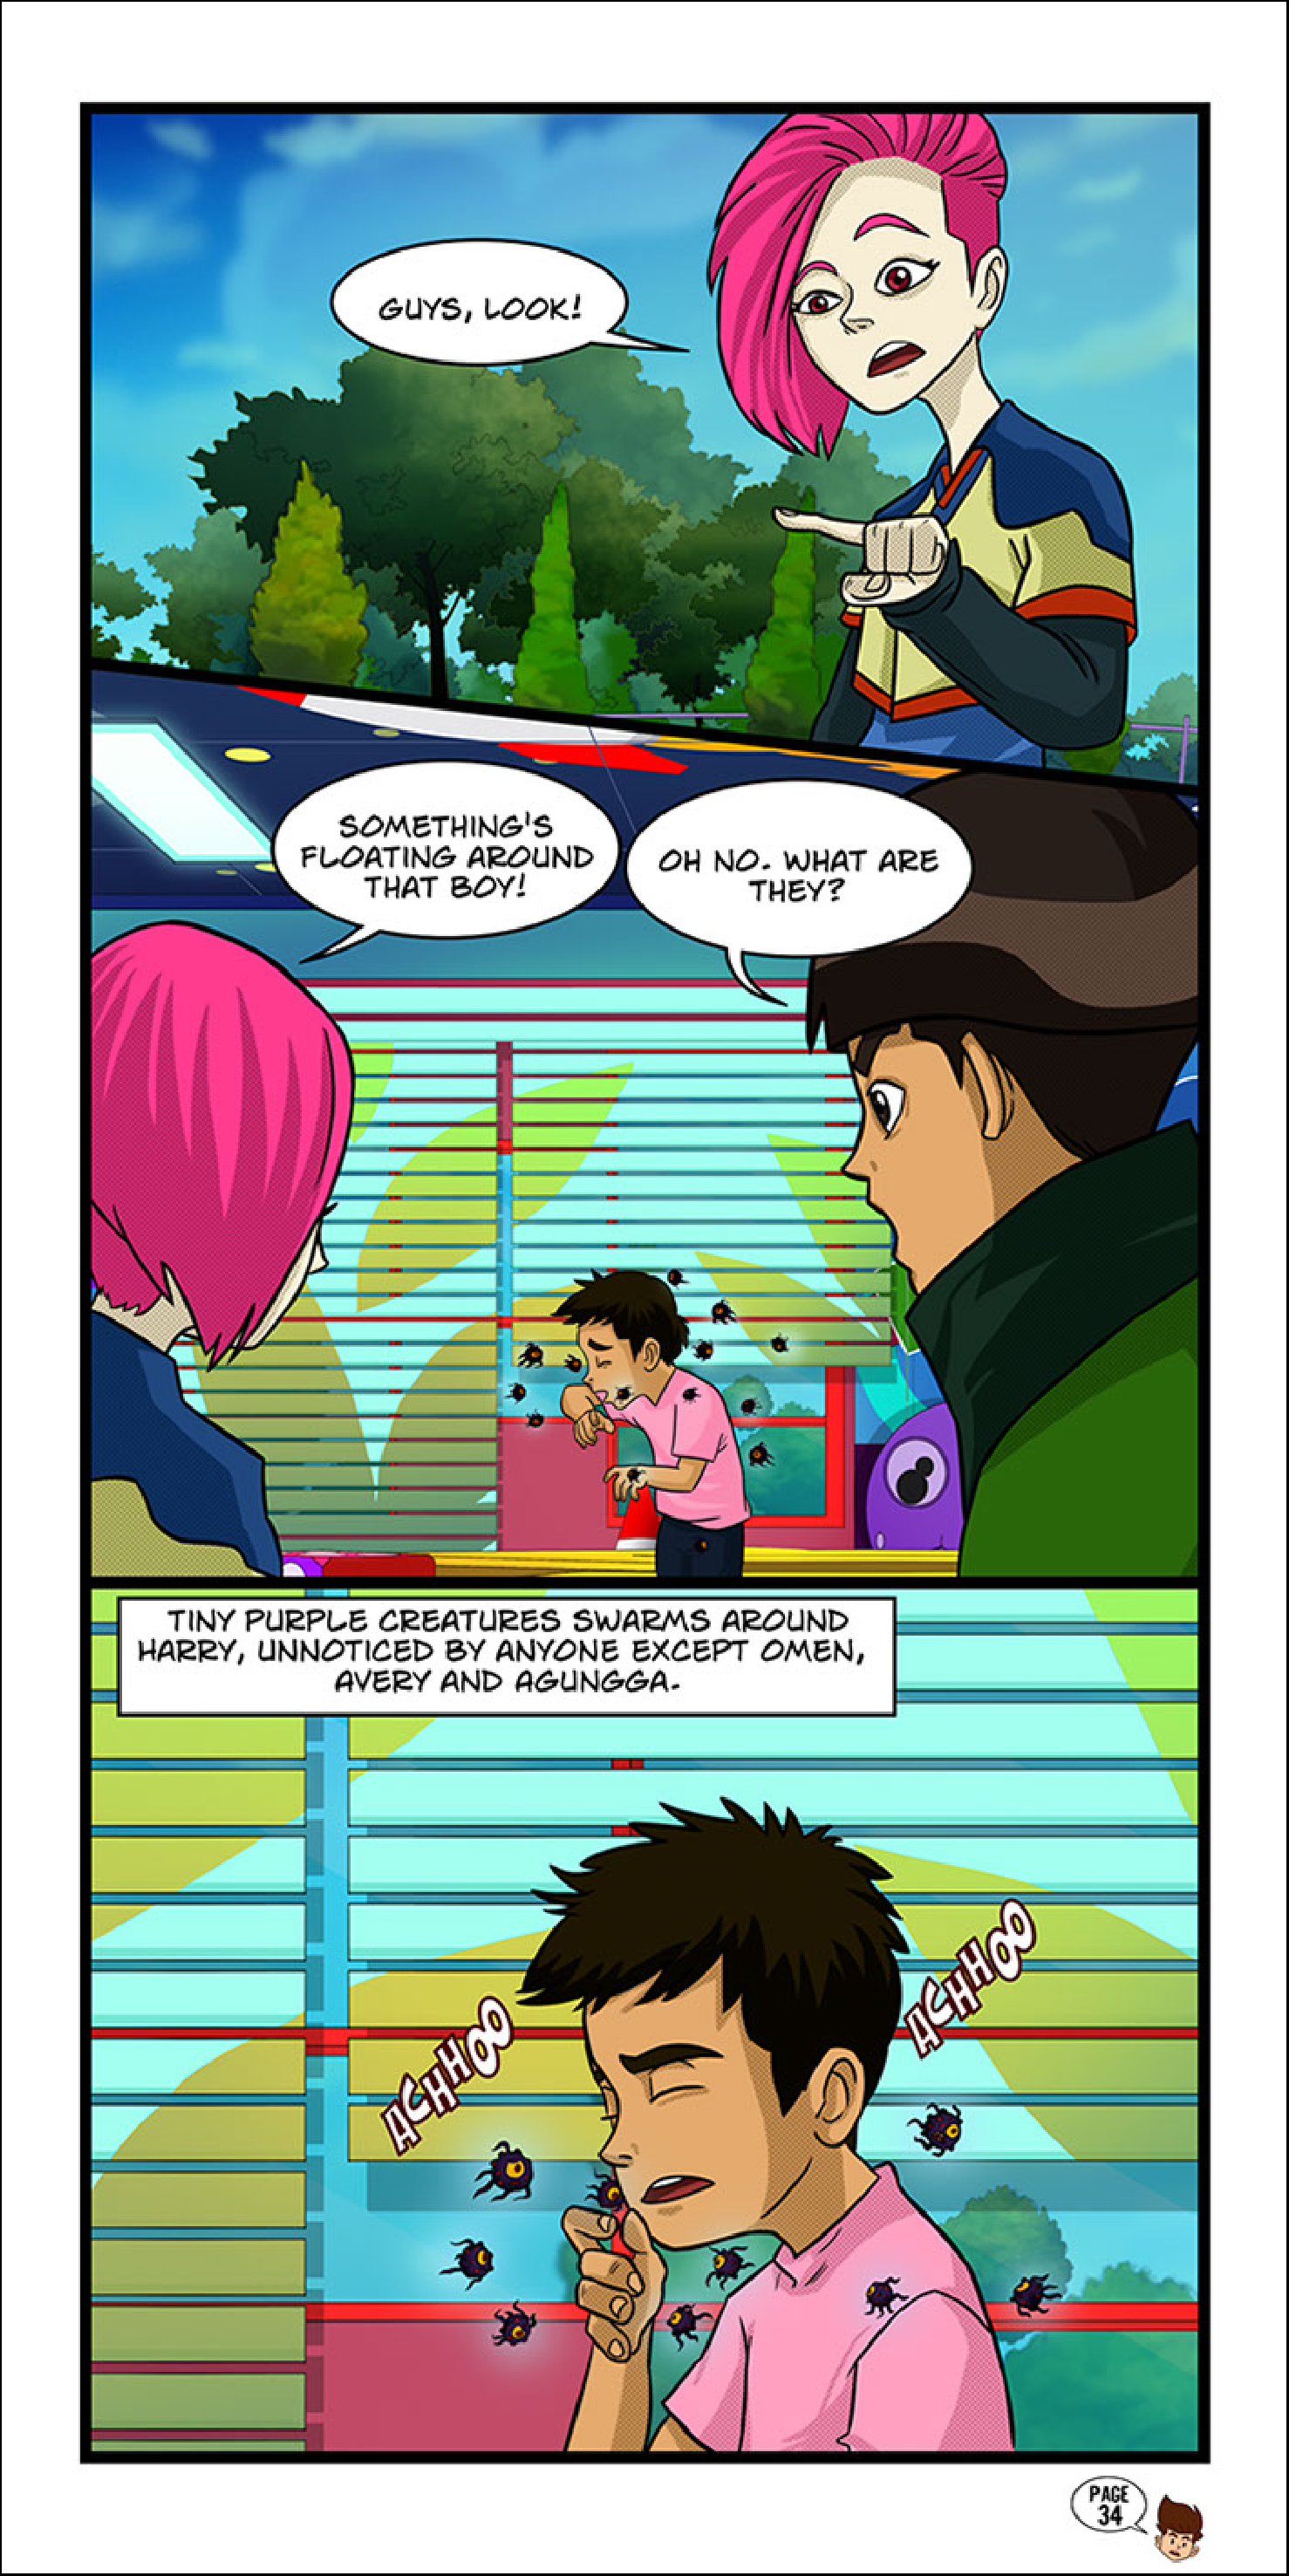 GUYS, LOOK!
SOMETHING'S
FLOATING AROUND
THAT BOY!
OH NO. WHAT ARE
THEY?
TINY PURPLE CREATURES SWARMS AROUND
HARRY, UNNOTICED BY ANYONE EXCEPT OMEN,
AVERY AND AGUNGGA.
ACHHOO
ACHHOO
PAGE
34